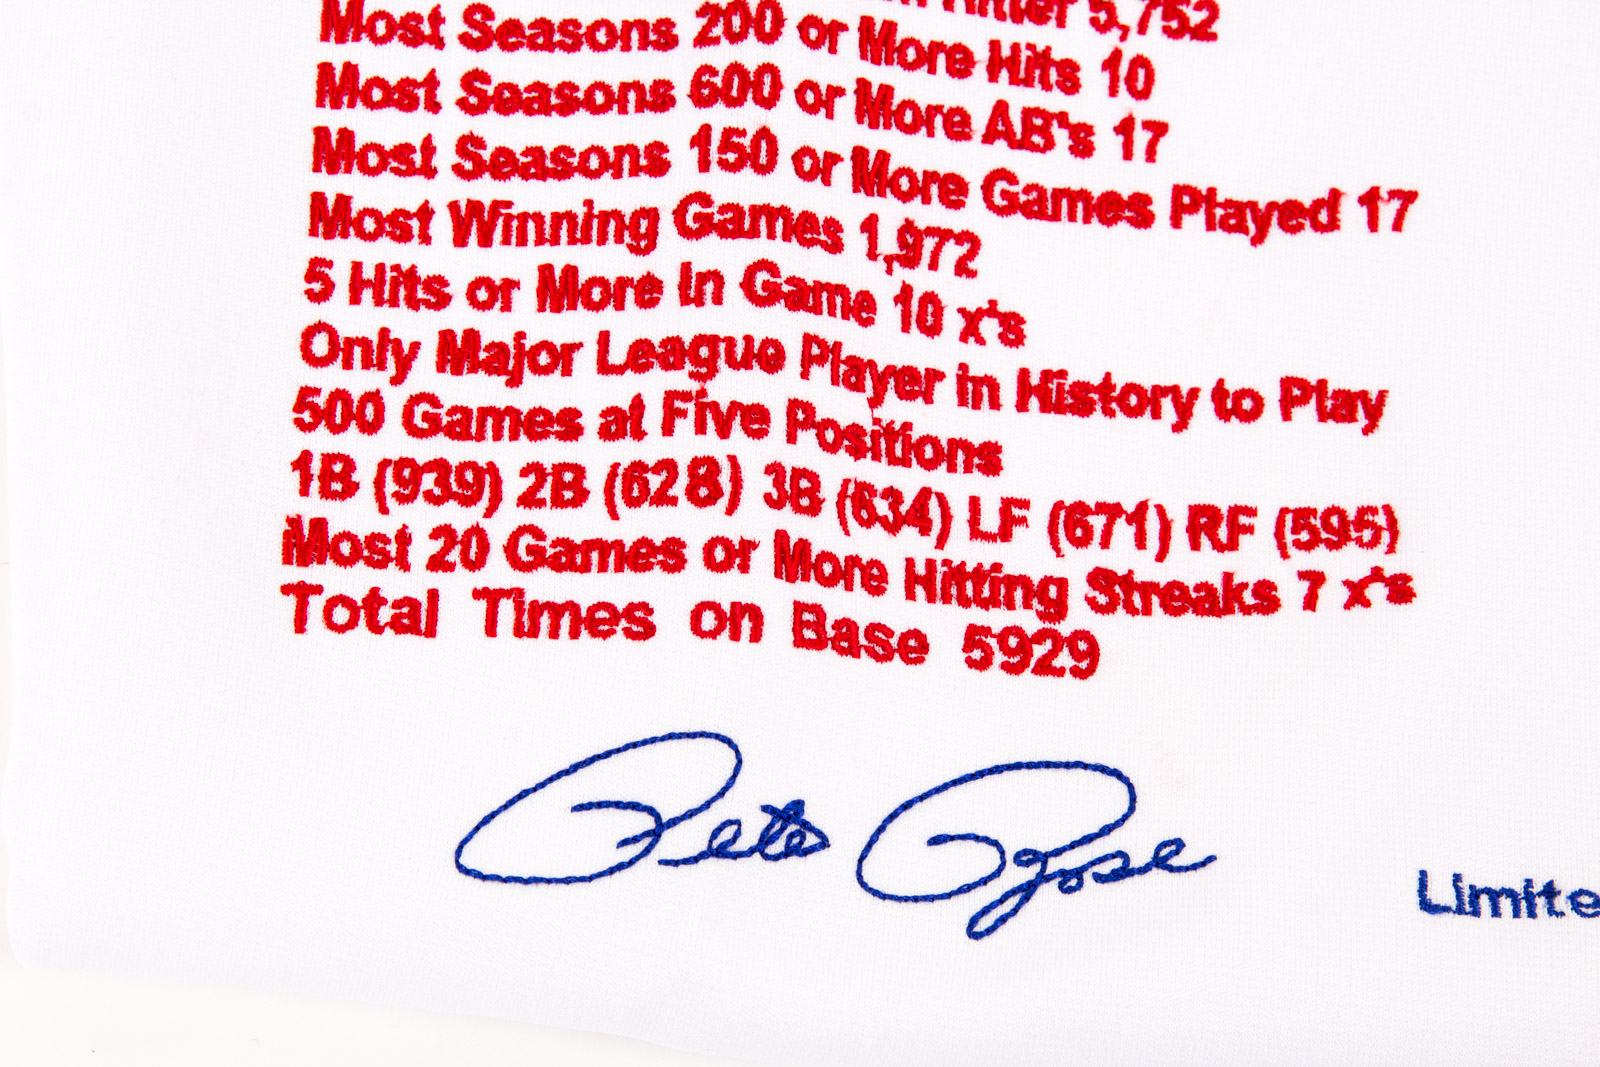 5,752
Most Seasons 200 or More Hits 10
Most Seasons 600 or More AB's 17
Most Seasons 150 or More Games Played 17
Most Winning Games 1,972
5 Hits or More In Game 10 x's
Only Major League Player in History to Play
500 Games at Five Positions
1B (939) 2B (628) 3B (634) LF (671) RF (595)
Most 20 Games or More Hitting Streaks 7 x's
Total Times on Base 5929
Pete Rose
Limite